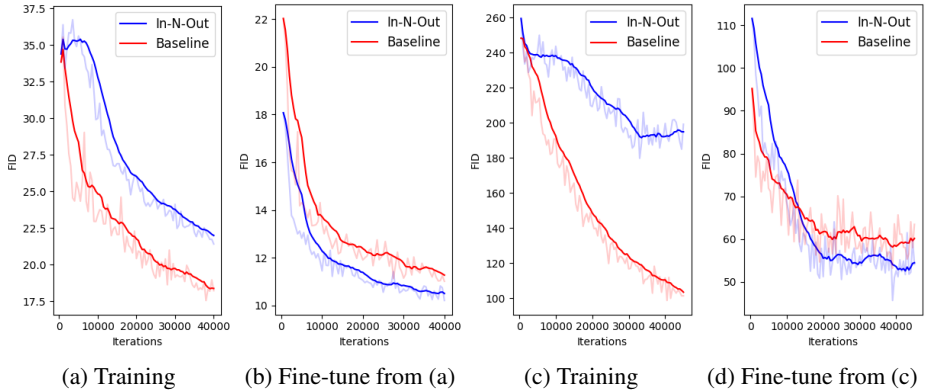 37.5
35.0
32.5
30.0
27.5
25.0
22.5
20.0
17.5
FID
In-N-Out
Baseline
0 10000 20000 30000 40000
Iterations
(a) Training
22
20
18
16
14
12
10
FID
In-N-Out
Baseline
0 10000 20000 30000 40000
Iterations
(b) Fine-tune from (a)
260
240
220
200
180
160
140
120
100
FID
In-N-Out
Baseline
0 10000 20000 30000 40000
Iterations
(c) Training
110
100
90
80
70
60
50
FID
In-N-Out
Baseline
0 10000 20000 30000 40000
Iterations
(d) Fine-tune from (c)